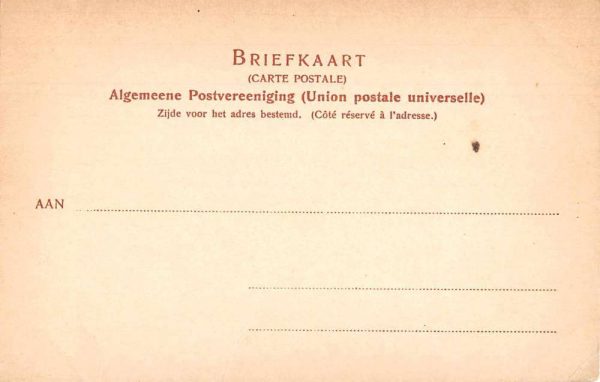 BRIEFKAART
(CARTE POSTALE)
Algemeene Postvereeniging (Union postale universelle)
Zijde voor het adres bestemd. (Côté réservé à l'adresse.)
AAN